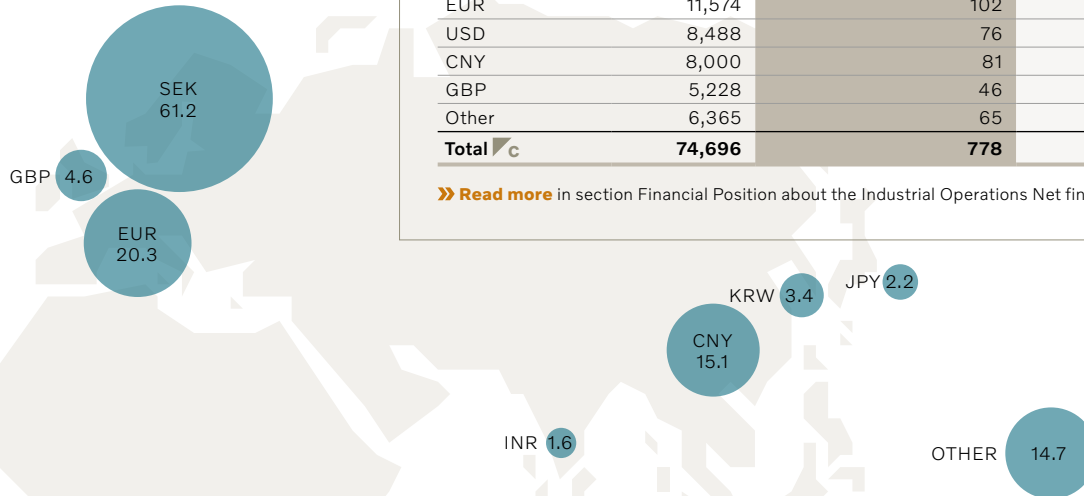 EUR 11,574 102
USD 8,488 76
CNY 8,000 81
GBP 5,228 46
Other 6,365 65
Total C 74,696 778
Read more in section Financial Position about the Industrial Operations Net fin
SEK
61.2
GBP 4.6
EUR
20.3
JPY 2.2
KRW 3.4
CNY
15.1
INR 1.6
OTHER 14.7